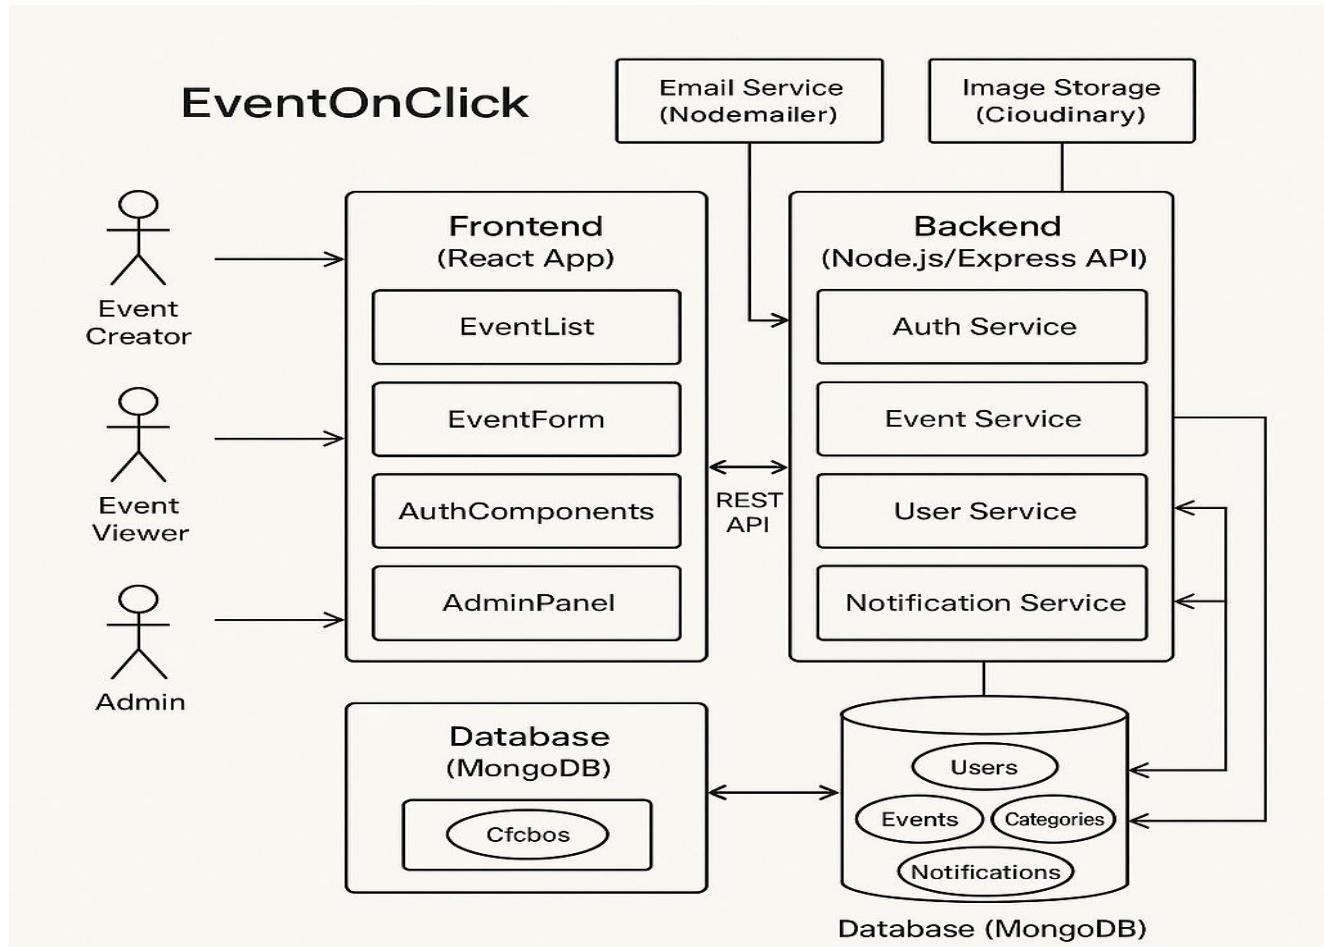 EventOnClick
Email Service
(Nodemailer)
Image Storage
(Cioudinary)
Event
Creator
Event
Viewer
Admin
Frontend
(React App)
EventList
EventForm
AuthComponents
AdminPanel
REST
API
Backend
(Node.js/Express API)
Auth Service
Event Service
User Service
Notification Service
Database
(MongoDB)
Cfcbos
Users
Events
Categories
Notifications
Database (MongoDB)